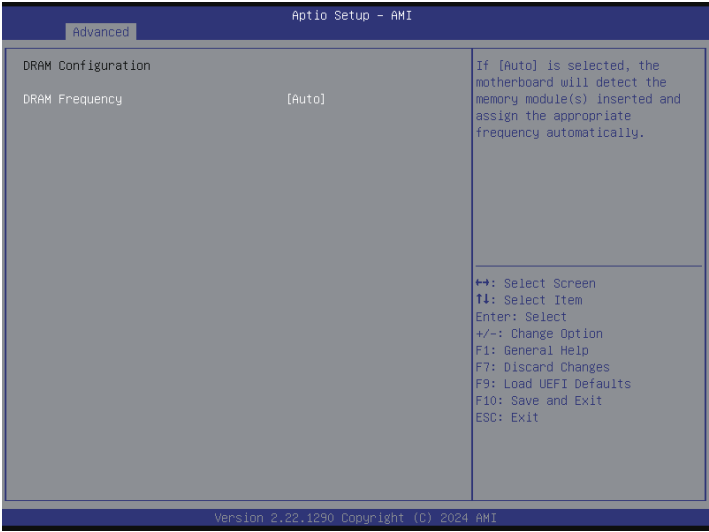 Aptio Setup – AMI
Advanced
DRAM Configuration
DRAM Frequency [Auto]
If [Auto] is selected, the
motherboard will detect the
memory module(s) inserted and
assign the appropriate
frequency automatically.
↔: Select Screen
↑↓: Select Item
Enter: Select
+/-: Change Option
F1: General Help
F7: Discard Changes
F9: Load UEFI Defaults
F10: Save and Exit
ESC: Exit
Version 2.22.1290 Copyright (C) 2024 AMI